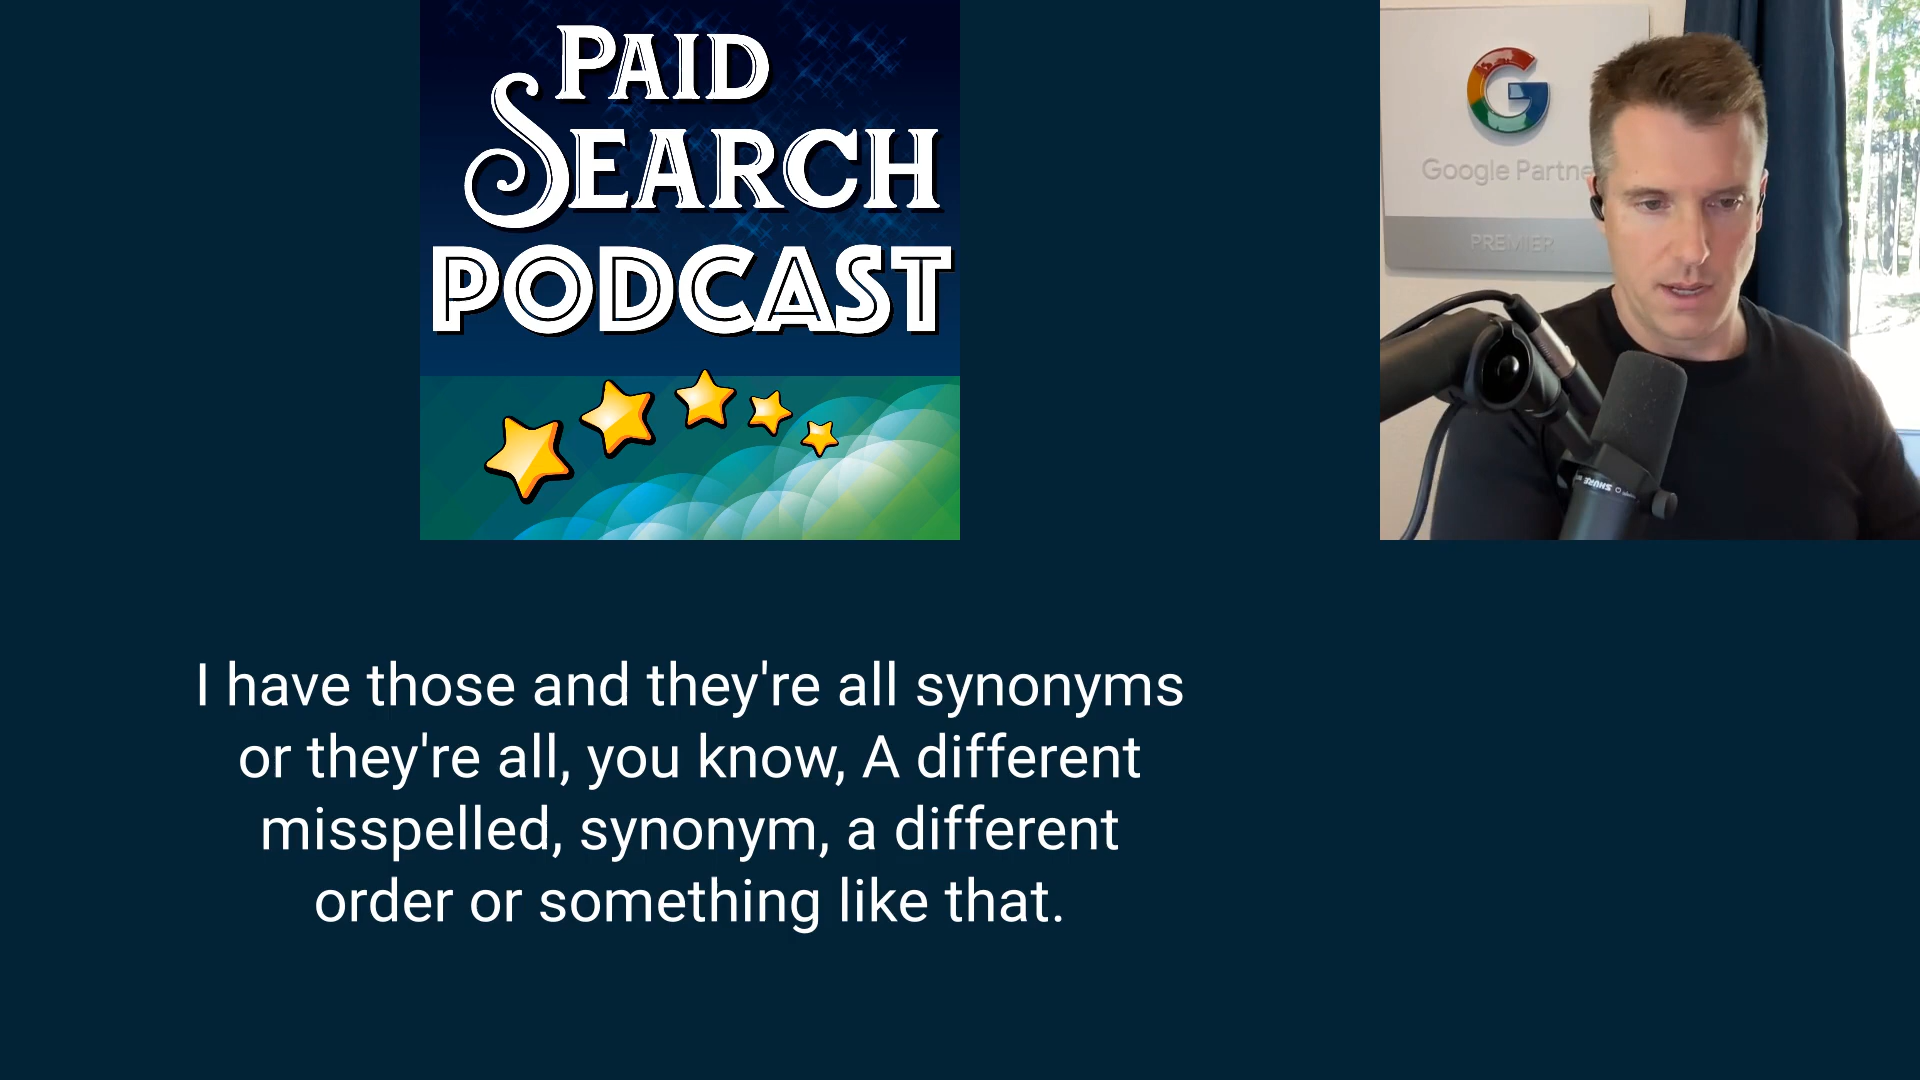 PAID
SEARCH
PODCAST
Google Partne
PREMIER
SHURE
I have those and they're all synonyms
or they're all, you know, A different
misspelled, synonym, a different
order or something like that.